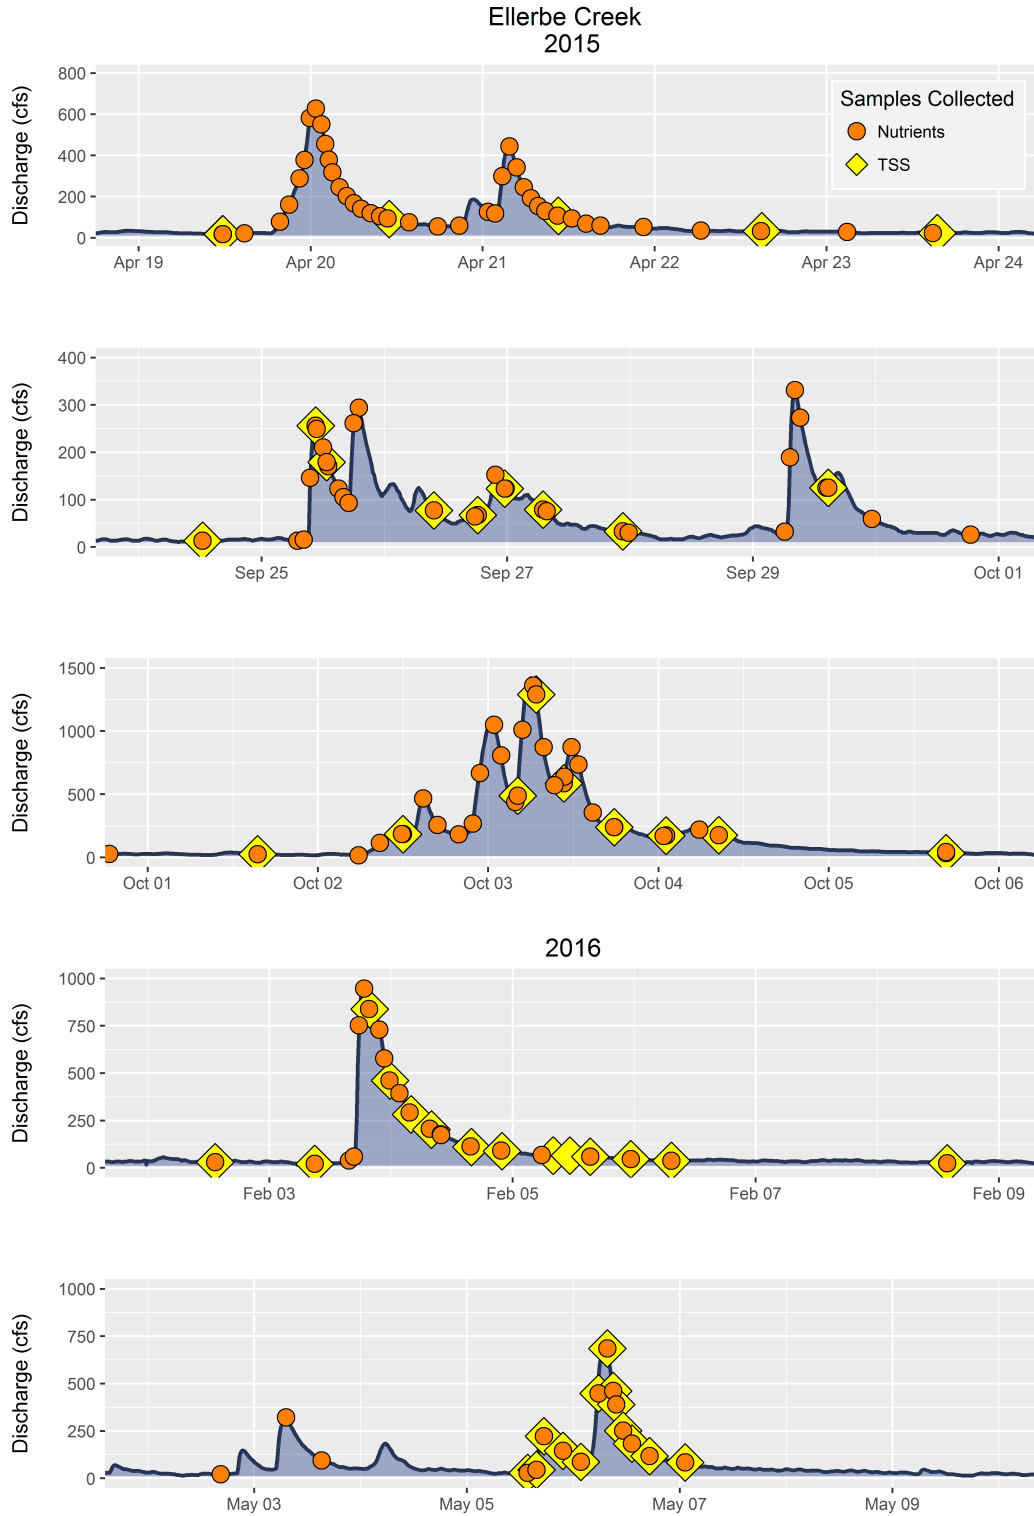 Ellerbe Creek
2015
Discharge (cfs)
800
600
400
200
0
Samples Collected
Nutrients
TSS
Apr 19
Apr 20
Apr 21
Apr 22
Apr 23
Apr 24
Discharge (cfs)
400
300
200
100
0
Sep 25
Sep 27
Sep 29
Oct 01
Discharge (cfs)
1500
1000
500
0
Oct 01
Oct 02
Oct 03
Oct 04
Oct 05
Oct 06
2016
Discharge (cfs)
1000
750
500
250
0
Feb 03
Feb 05
Feb 07
Feb 09
Discharge (cfs)
1000
750
500
250
0
May 03
May 05
May 07
May 09